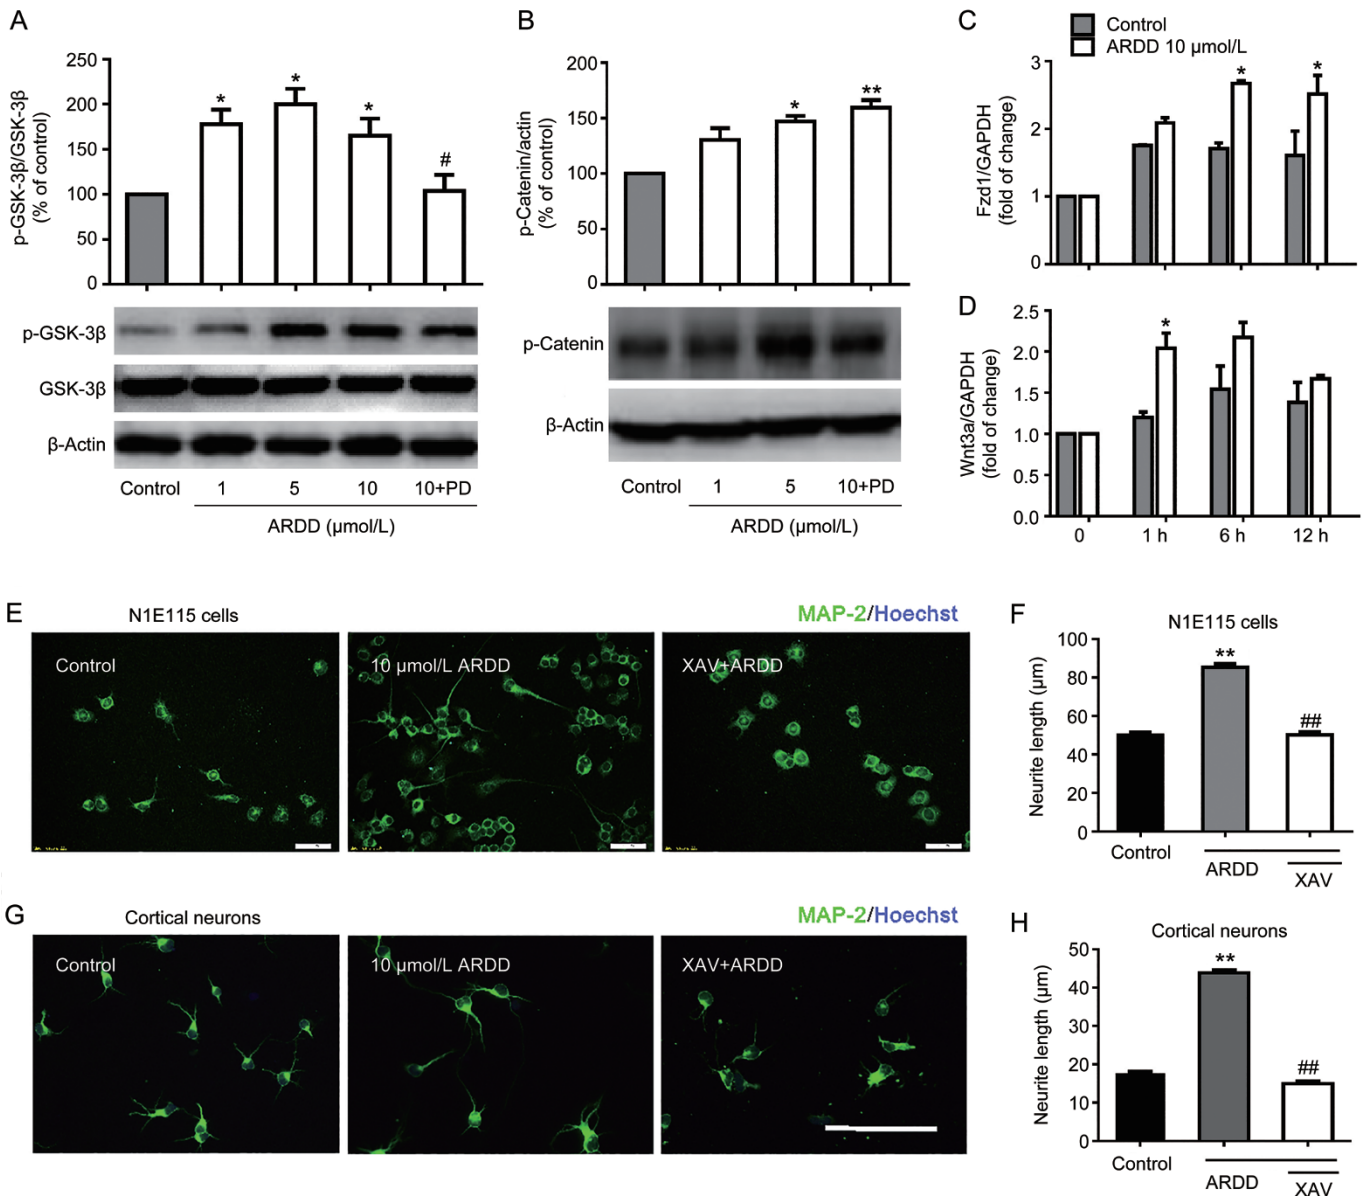 A
p-GSK-3β/GSK-3β
(% of control)
250
200
150
100
50
0
*
*
*
#
p-GSK-3β
GSK-3β
β-Actin
Control 1 5 10 10+PD
ARDD (μmol/L)
B
p-Catenin/actin
(% of control)
200
150
100
50
0
*
**
p-Catenin
β-Actin
Control 1 5 10+PD
ARDD (μmol/L)
C
Control
ARDD 10 μmol/L
Fzd1/GAPDH
(fold of change)
3
2
1
0
*
*
D
Wnt3a/GAPDH
(fold of change)
2.5
2.0
1.5
1.0
0.5
0.0
*
0 1 h 6 h 12 h
E
N1E115 cells
MAP-2/Hoechst
Control
10 μmol/L ARDD
XAV+ARDD
F
N1E115 cells
Neurite length (μm)
100
80
60
40
20
0
**
##
Control
ARDD
XAV
G
Cortical neurons
MAP-2/Hoechst
Control
10 μmol/L ARDD
XAV+ARDD
H
Cortical neurons
Neurite length (μm)
50
40
30
20
10
0
**
##
Control
ARDD
XAV